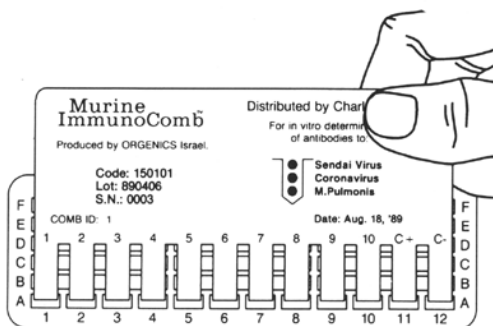 Murine
ImmunoComb™
Distributed by Charl
For in vitro determin
of antibodies to:
Produced by ORGENICS Israel.
Code: 150101
Lot: 890406
S.N.: 0003
Sendai Virus
Coronavirus
M.Pulmonis
COMB ID: 1
Date: Aug. 18, '89
F F
E E
D D
C C
B B
A A
1 2 3 4 5 6 7 8 9 10 C+ C-
1 2 3 4 5 6 7 8 9 10 11 12